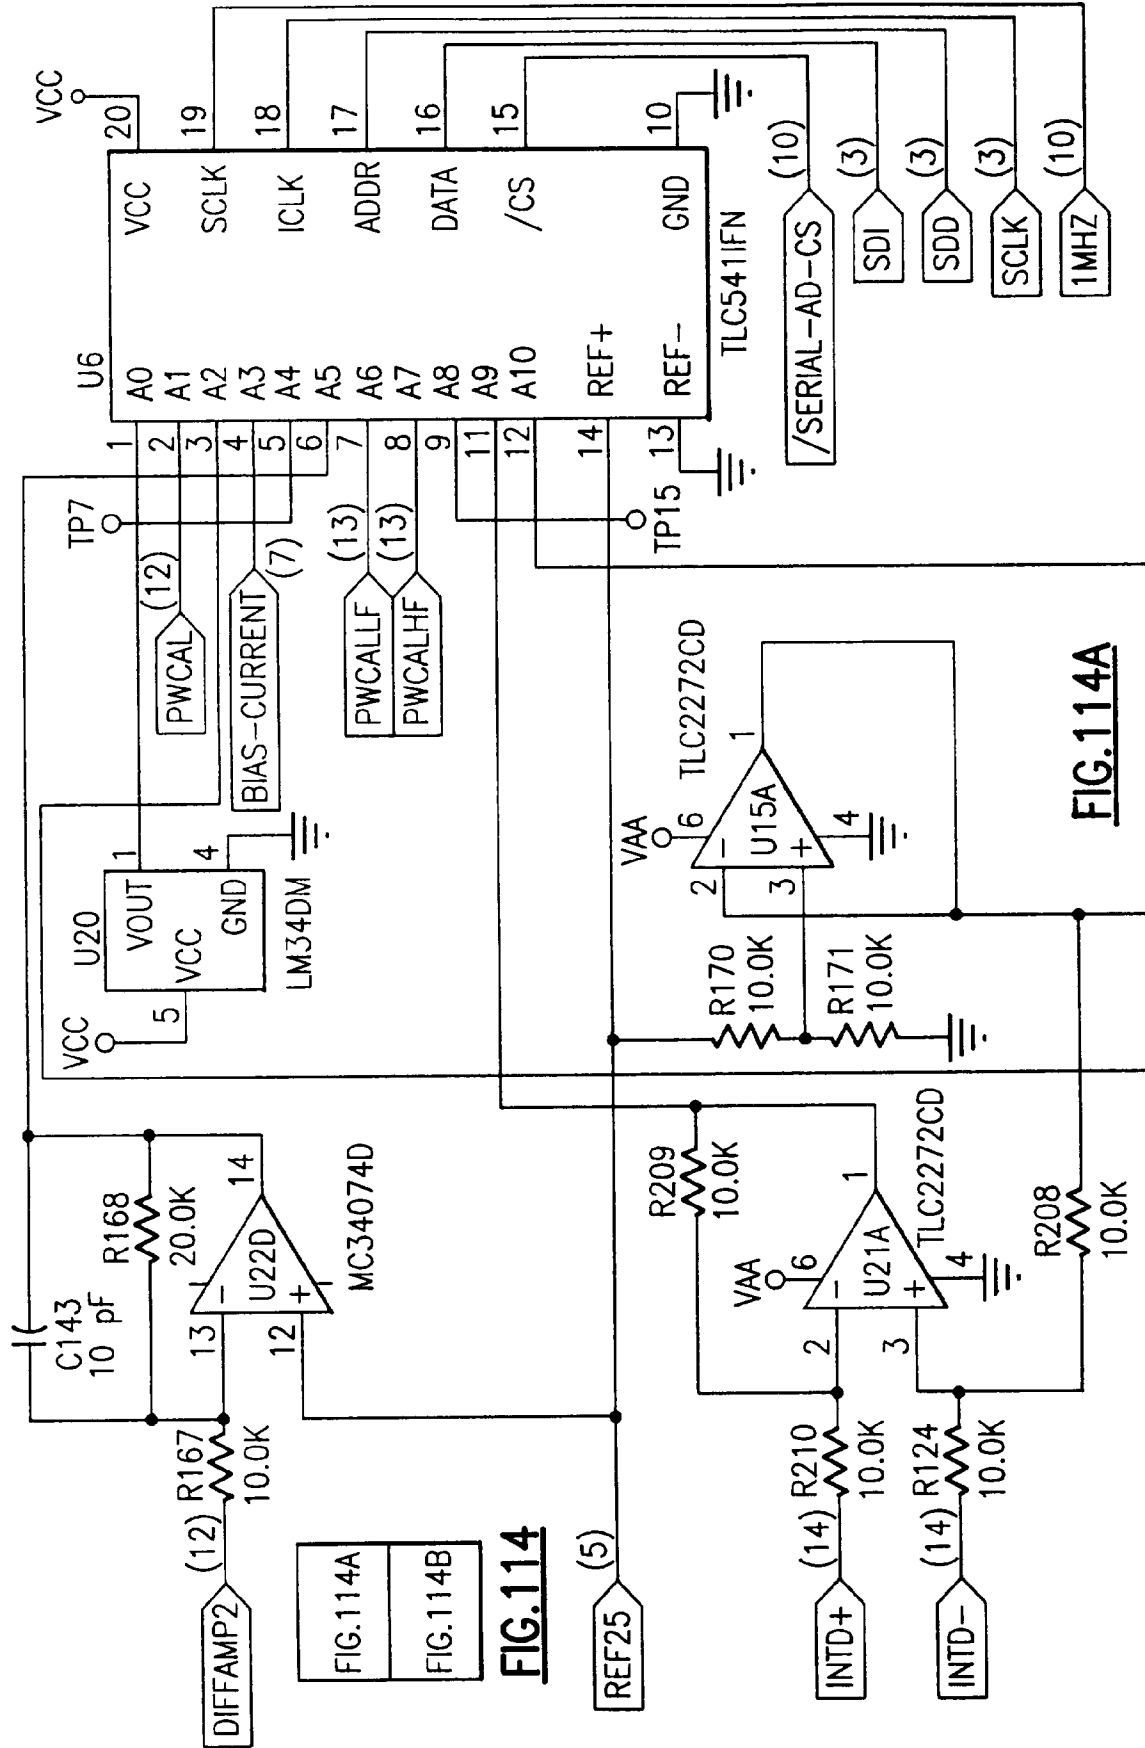 DIFFAMP2
(12)
R167
10.0K
C143
10 pF
R168
20.0K
13
12
14
U22D
-
+
MC34074D
VCC
5
U20
VOUT
VCC
GND
1
4
LM34DM
PWCAL
(12)
BIAS-CURRENT
(7)
TP7
PWCALLF
(13)
PWCALHF
(13)
TP15
U6
1
2
3
4
5
6
7
8
9
11
12
14
13
A0
A1
A2
A3
A4
A5
A6
A7
A8
A9
A10
REF+
REF-
VCC
SCLK
ICLK
ADDR
DATA
/CS
GND
20
19
18
17
16
15
10
VCC
TLC541IFN
/SERIAL-AD-CS
(10)
SDI
(3)
SDD
(3)
SCLK
(3)
1MHZ
(10)
FIG.114A
FIG.114B
FIG.114
REF25
(5)
INTD+
(14)
R210
10.0K
INTD-
(14)
R124
10.0K
R209
10.0K
VAA
6
2
3
U21A
-
+
1
4
TLC2272CD
R208
10.0K
R170
10.0K
R171
10.0K
VAA
6
2
3
U15A
-
+
1
4
TLC2272CD
FIG.114A